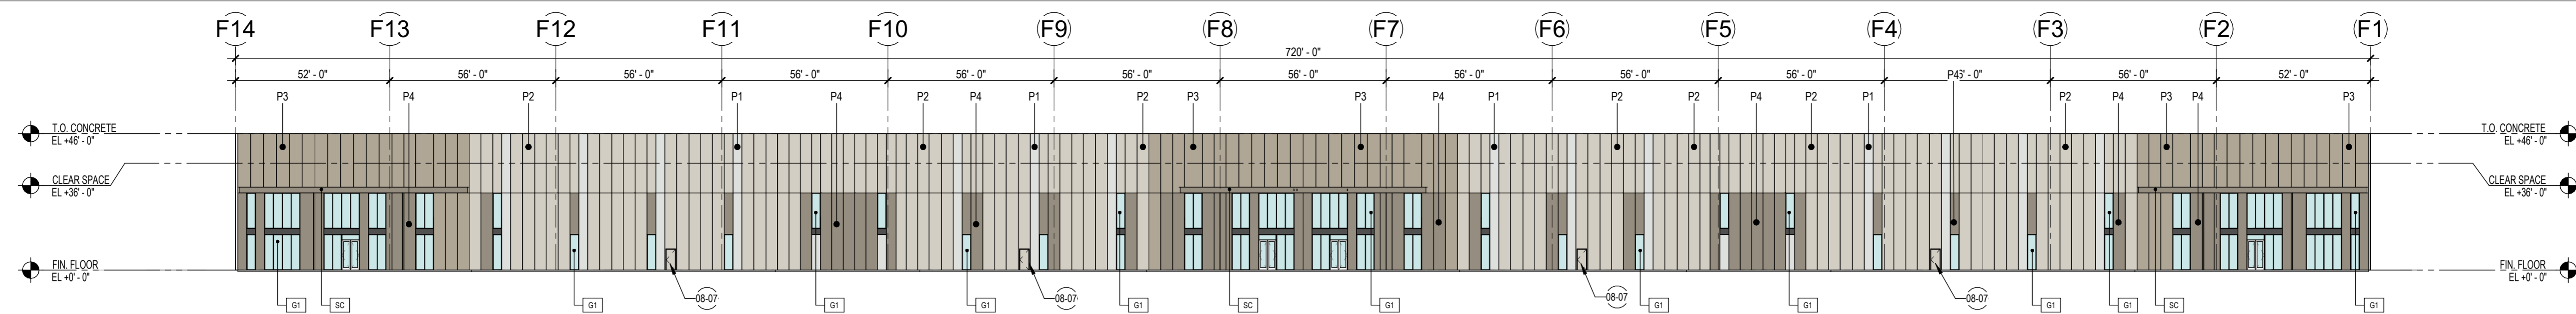 F14 F13 F12 F11 F10 F9 F8 F7 F6 F5 F4 F3 F2 F1
720' - 0"
52' - 0" 56' - 0" 56' - 0" 56' - 0" 56' - 0" 56' - 0" 56' - 0" 56' - 0" 56' - 0" 56' - 0" 56' - 0" 52' - 0"
P3 P4 P2 P1 P4 P2 P4 P1 P2 P3 P3 P4 P1 P2 P2 P4 P2 P1 P4 P2 P4 P3 P4 P3
T.O. CONCRETE
EL +46' - 0"
T.O. CONCRETE
EL +46' - 0"
CLEAR SPACE
EL +36' - 0"
CLEAR SPACE
EL +36' - 0"
FIN. FLOOR
EL +0' - 0"
FIN. FLOOR
EL +0' - 0"
08-07 08-07 08-07 08-07
G1 SC G1 G1 G1 G1 SC G1 G1 G1 G1 G1 SC G1